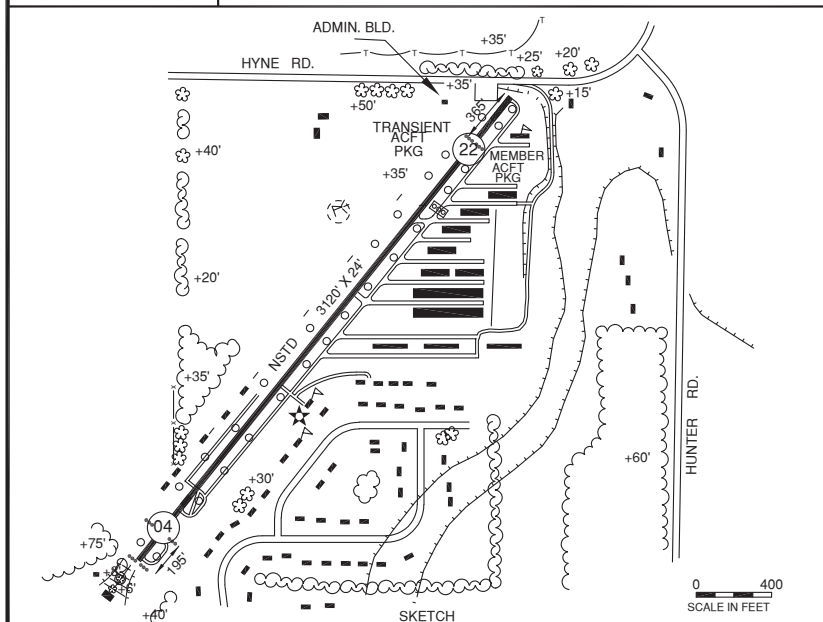 ADMIN. BLD.
+35'
HYNE RD.
+25'
+20'
+35'
+15'
+50'
365'
TRANSIENT
ACFT
PKG
22
MEMBER
ACFT
PKG
+40'
+35'
+20'
3120' X 24'
NSTD
+35'
HUNTER RD.
+30'
+60'
04
+75'
195'
+40'
0 400
SCALE IN FEET
SKETCH